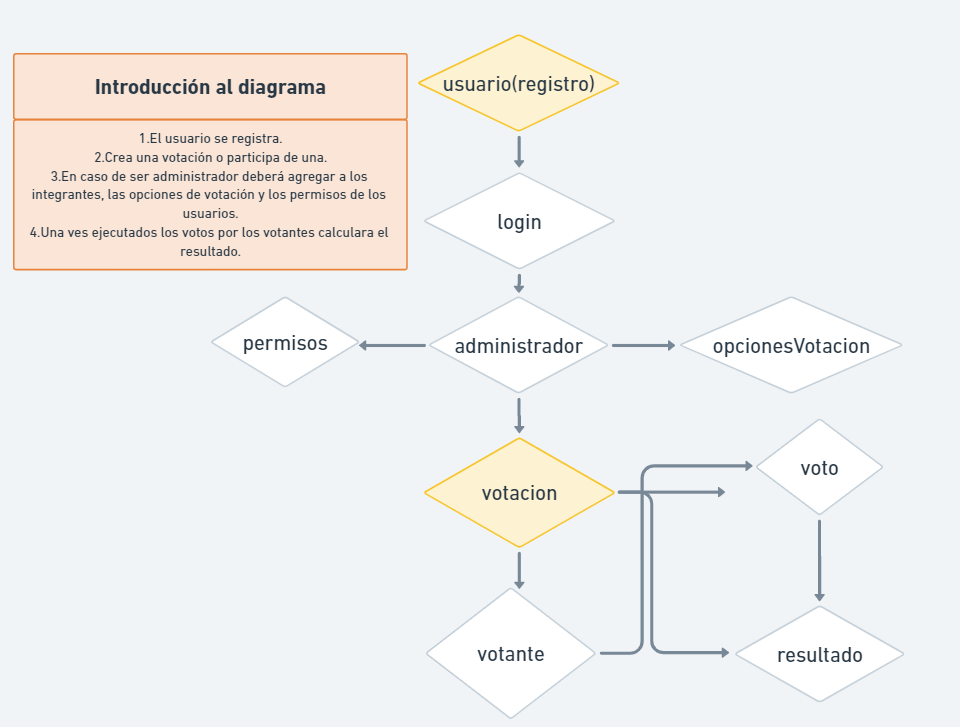 Introducción al diagrama
1.El usuario se registra.
2.Crea una votación o participa de una.
3.En caso de ser administrador deberá agregar a los
integrantes, las opciones de votación y los permisos de los
usuarios.
4.Una ves ejecutados los votos por los votantes calculara el
resultado.
usuario(registro)
login
permisos
administrador
opcionesVotacion
votacion
voto
votante
resultado